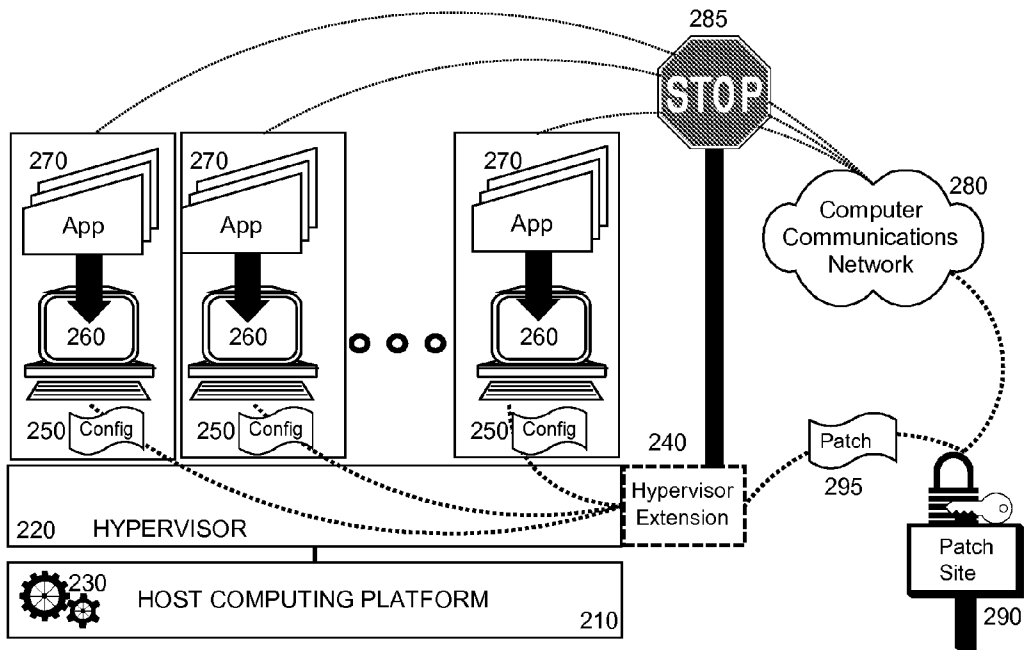 285
STOP
270
App
260
250
Config
270
App
260
250
Config
270
App
260
250
Config
280
Computer
Communications
Network
240
Hypervisor
Extension
Patch
295
220
HYPERVISOR
Patch
Site
290
230
HOST COMPUTING PLATFORM
210